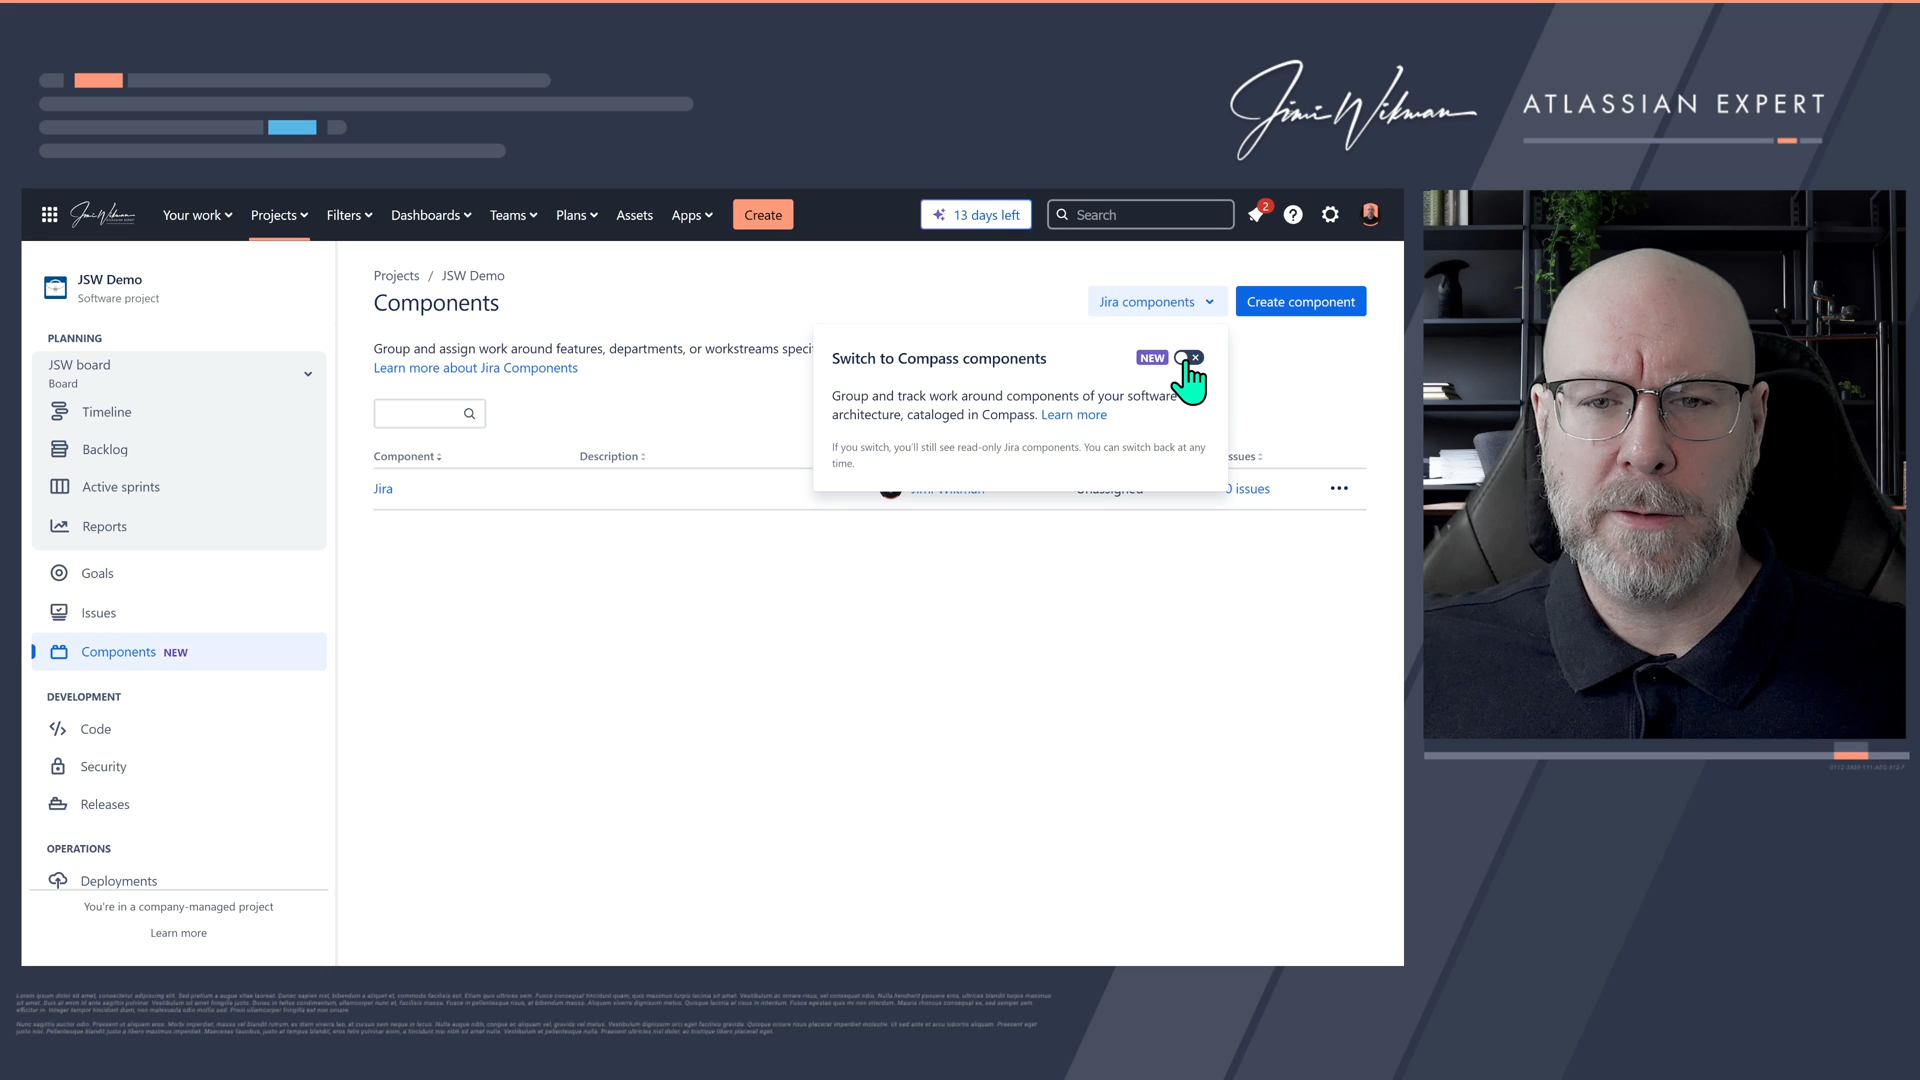 Jimi Wikman
ATLASSIAN EXPERT
Your work
Projects
Filters
Dashboards
Teams
Plans
Assets
Apps
Create
13 days left
Search
2
JSW Demo
Software project
PLANNING
JSW board
Board
Timeline
Backlog
Active sprints
Reports
Goals
Issues
Components NEW
DEVELOPMENT
Code
Security
Releases
OPERATIONS
Deployments
You're in a company-managed project
Learn more
Projects / JSW Demo
Components
Jira components
Create component
Group and assign work around features, departments, or workstreams speci
Learn more about Jira Components
Switch to Compass components
NEW
Group and track work around components of your software
architecture, cataloged in Compass. Learn more
If you switch, you'll still see read-only Jira components. You can switch back at any
time.
Component
Description
ssues
Jira
Jimi Wikman
Unassigned
0 issues